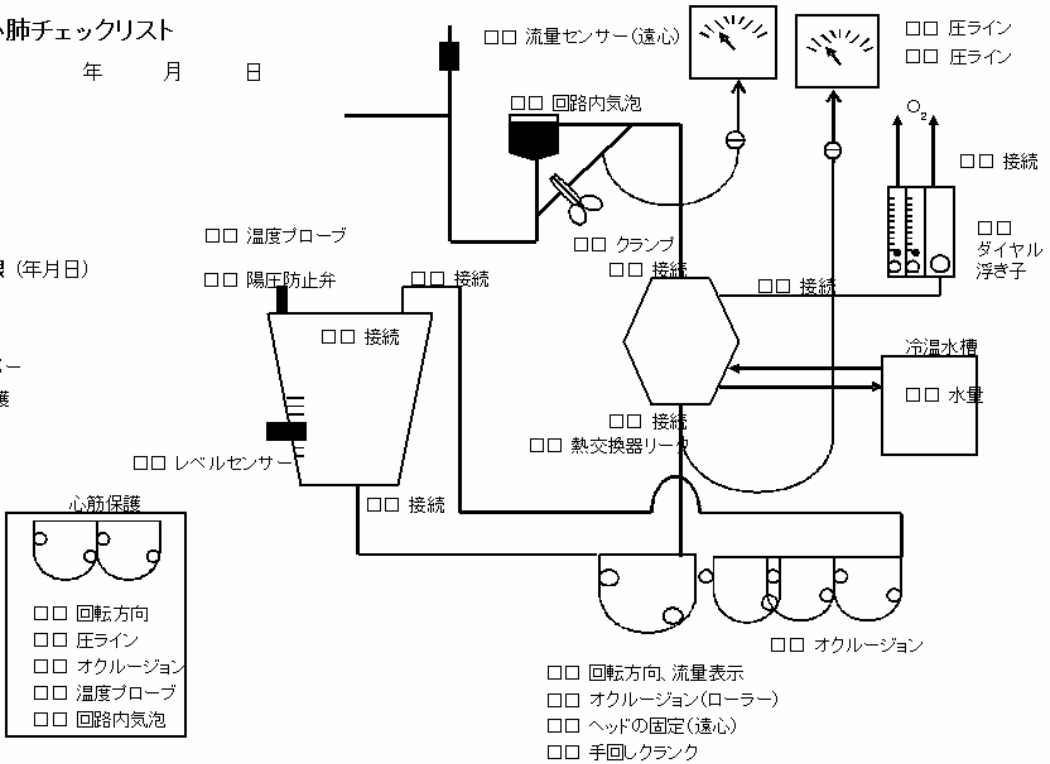 肺チェックリスト
年 月 日
□□ 流量センサー(遠心)
□□ 圧ライン
□□ 圧ライン
□□ 回路内気泡
O₂
□□ 接続
□□ 温度プローブ
□□ クランプ
□□
ダイヤル
浮き子
(年月日)
□□ 陽圧防止弁
□□ 接続
□□ 接続
□□ 接続
□□ 接続
冷温水槽
□□ 水量
ー
□□ 接続
□□ 熱交換器リーク
□□ レベルセンサー
□□ 接続
心筋保護
□□ 回転方向
□□ 圧ライン
□□ オクルージョン
□□ 温度プローブ
□□ 回路内気泡
□□ オクルージョン
□□ 回転方向、流量表示
□□ オクルージョン(ローラー)
□□ ヘッドの固定(遠心)
□□ 手回しクランク